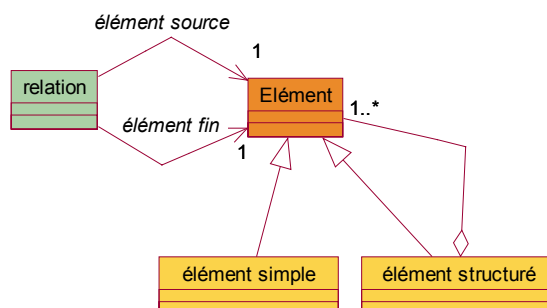 élément source
1
relation
Elément
1..*
élément fin
1
élément simple
élément structuré